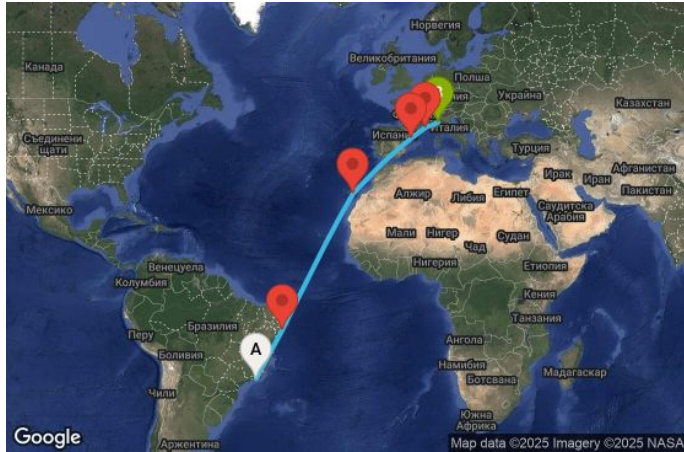 Норвегия
Канада
Великобритания
Полша
Украйна
Казахстан
Италия
Турция
Съединени
щати
Ирак
Иран
Афганистан
Пакистан
Алжир
Либия
Египет
Саудитска
Арабия
Мексико
Мали
Нигер
Чад
Судан
Нигерия
Етиопия
Венецуела
Колумбия
Кения
Перу
Бразилия
Танзания
A
Ангола
Боливия
Намибия
Ботсвана
Мадагаскар
Чили
Южна
Африка
Аржентина
Google
Map data ©2025 Imagery ©2025 NASA